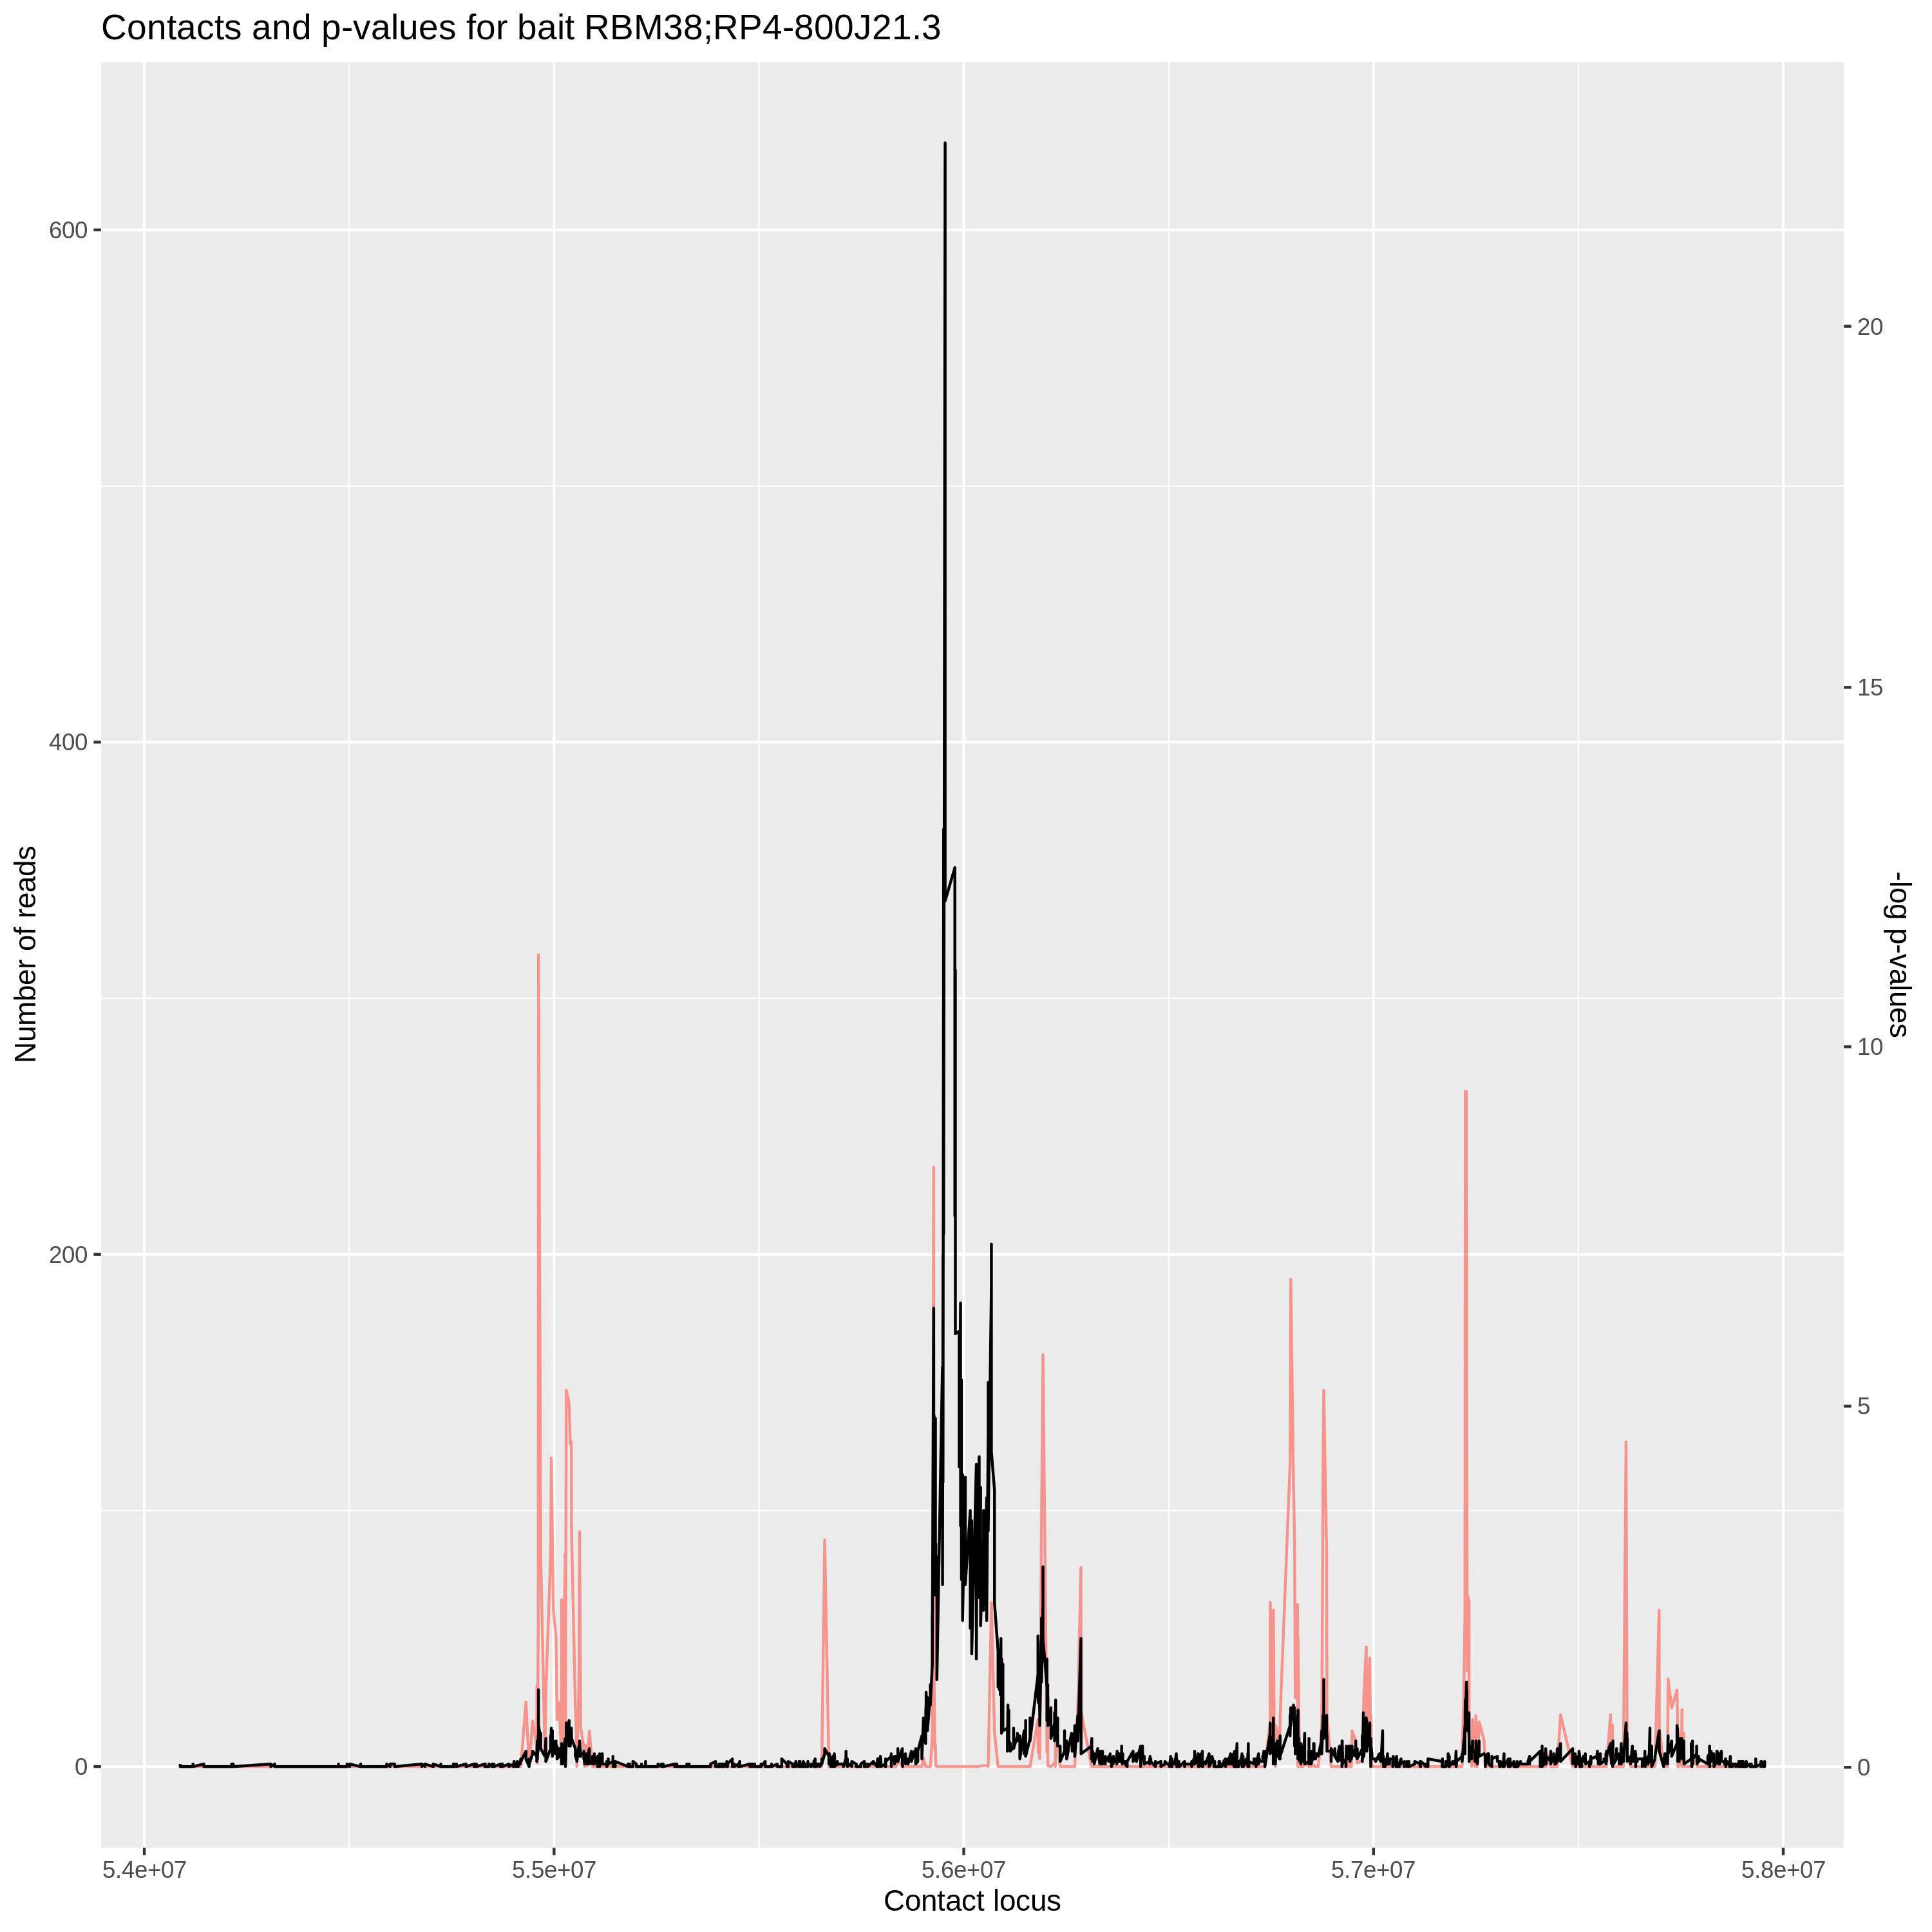 Contacts and p-values for bait RBM38;RP4-800J21.3
600
400
200
0
Number of reads
20
15
10
5
0
-log p-values
5.4e+07 5.5e+07 5.6e+07 5.7e+07 5.8e+07
Contact locus